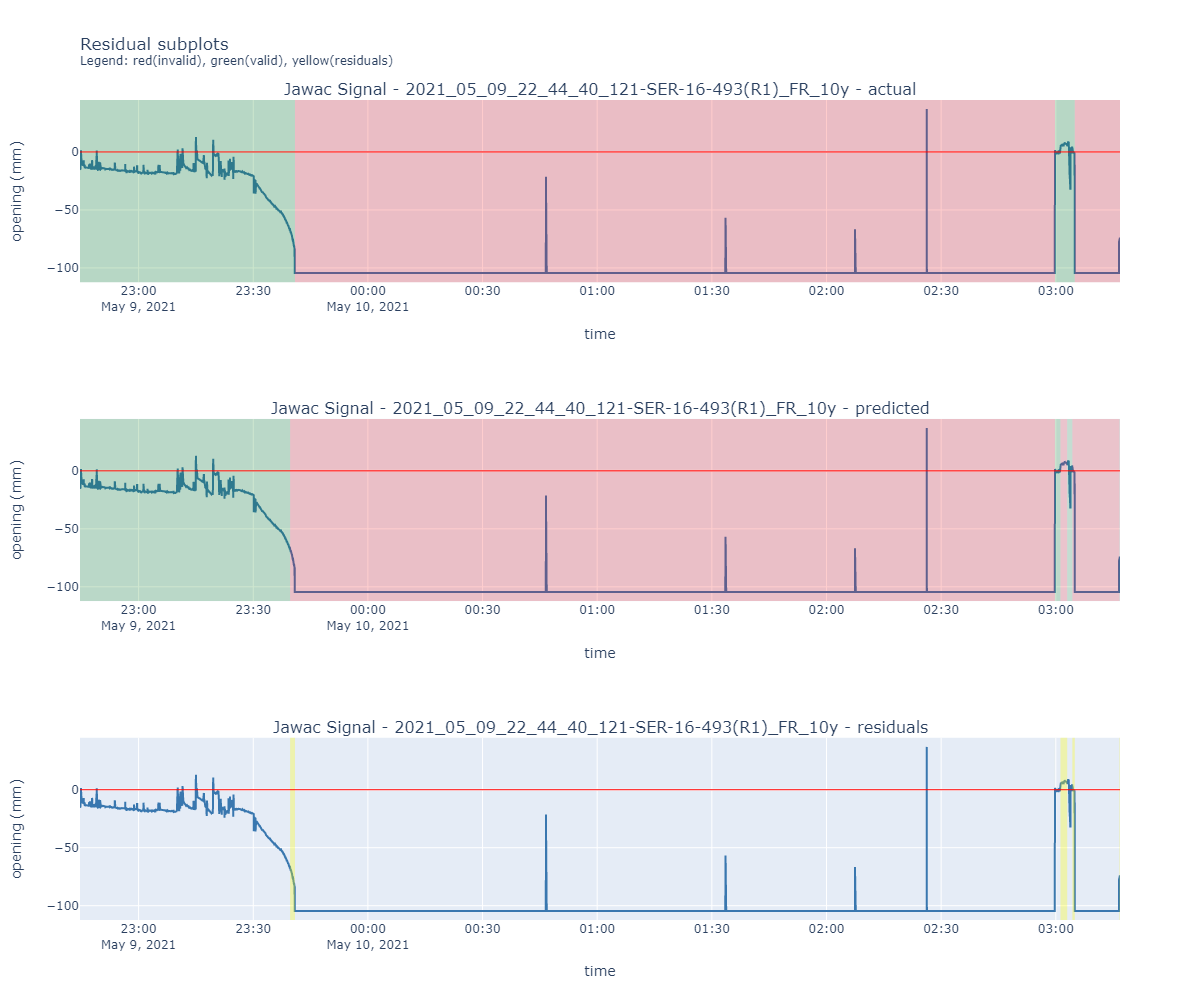 Residual subplots
Legend: red(invalid), green(valid), yellow(residuals)
Jawac Signal - 2021_05_09_22_44_40_121-SER-16-493(R1)_FR_10y - actual
opening (mm)
0
−50
−100
23:00 23:30 00:00 00:30 01:00 01:30 02:00 02:30 03:00
May 9, 2021 May 10, 2021
time
Jawac Signal - 2021_05_09_22_44_40_121-SER-16-493(R1)_FR_10y - predicted
opening (mm)
0
−50
−100
23:00 23:30 00:00 00:30 01:00 01:30 02:00 02:30 03:00
May 9, 2021 May 10, 2021
time
Jawac Signal - 2021_05_09_22_44_40_121-SER-16-493(R1)_FR_10y - residuals
opening (mm)
0
−50
−100
23:00 23:30 00:00 00:30 01:00 01:30 02:00 02:30 03:00
May 9, 2021 May 10, 2021
time